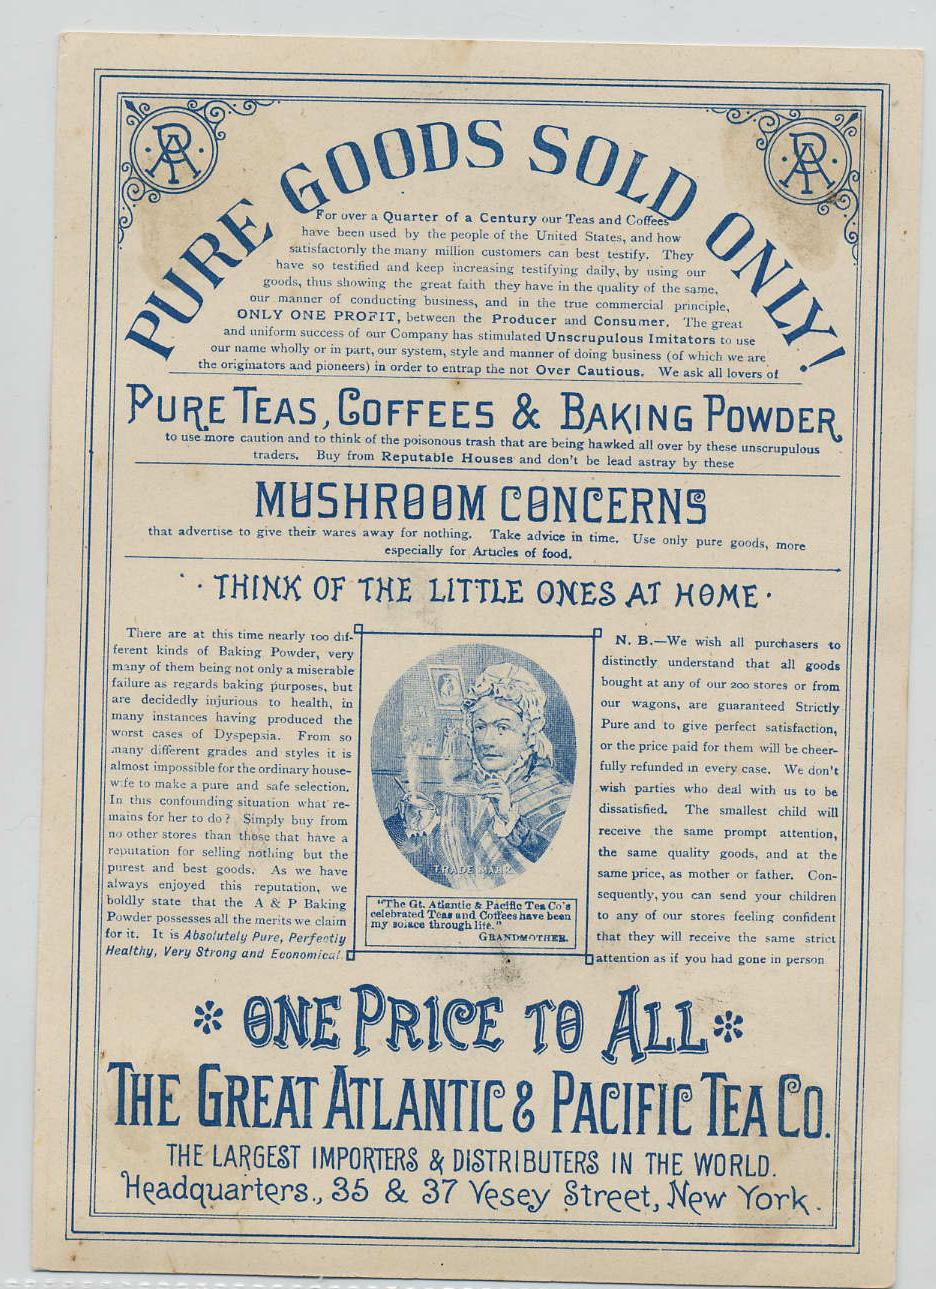 PURE GOODS SOLD ONLY!
For over a Quarter of a Century our Teas and Coffees
have been used by the people of the United States, and how
satisfactorily the many million customers can best testify. They
have so testified and keep increasing testifying daily, by using our
goods, thus showing the great faith they have in the quality of the same,
our manner of conducting business, and in the true commercial principle,
ONLY ONE PROFIT, between the Producer and Consumer. The great
and uniform success of our Company has stimulated Unscrupulous Imitators to use
our name wholly or in part, our system, style and manner of doing business (of which we are
the originators and pioneers) in order to entrap the not Over Cautious. We ask all lovers of
PURE TEAS, COFFEES & BAKING POWDER
to use more caution and to think of the poisonous trash that are being hawked all over by these unscrupulous
traders. Buy from Reputable Houses and don't be lead astray by these
MUSHROOM CONCERNS
that advertise to give their wares away for nothing. Take advice in time. Use only pure goods, more
especially for Articles of food.
THINK OF THE LITTLE ONES AT HOME
There are at this time nearly 100 dif-
ferent kinds of Baking Powder, very
many of them being not only a miserable
failure as regards baking purposes, but
are decidedly injurious to health, in
many instances having produced the
worst cases of Dyspepsia. From so
many different grades and styles it is
almost impossible for the ordinary house-
wife to make a pure and safe selection.
In this confounding situation what re-
mains for her to do? Simply buy from
no other stores than those that have a
reputation for selling nothing but the
purest and best goods. As we have
always enjoyed this reputation, we
boldly state that the A & P Baking
Powder possesses all the merits we claim
for it. It is Absolutely Pure, Perfectly
Healthy, Very Strong and Economical.
TRADE MARK
"The Gt. Atlantic & Pacific Tea Co's
celebrated Teas and Coffees have been
my solace through life."
GRANDMOTHER.
N. B.—We wish all purchasers to
distinctly understand that all goods
bought at any of our 200 stores or from
our wagons, are guaranteed Strictly
Pure and to give perfect satisfaction,
or the price paid for them will be cheer-
fully refunded in every case. We don't
wish parties who deal with us to be
dissatisfied. The smallest child will
receive the same prompt attention,
the same quality goods, and at the
same price, as mother or father. Con-
sequently, you can send your children
to any of our stores feeling confident
that they will receive the same strict
attention as if you had gone in person
ONE PRICE TO ALL
THE GREAT ATLANTIC & PACIFIC TEA CO.
THE LARGEST IMPORTERS & DISTRIBUTERS IN THE WORLD.
Headquarters., 35 & 37 Vesey Street, New York.